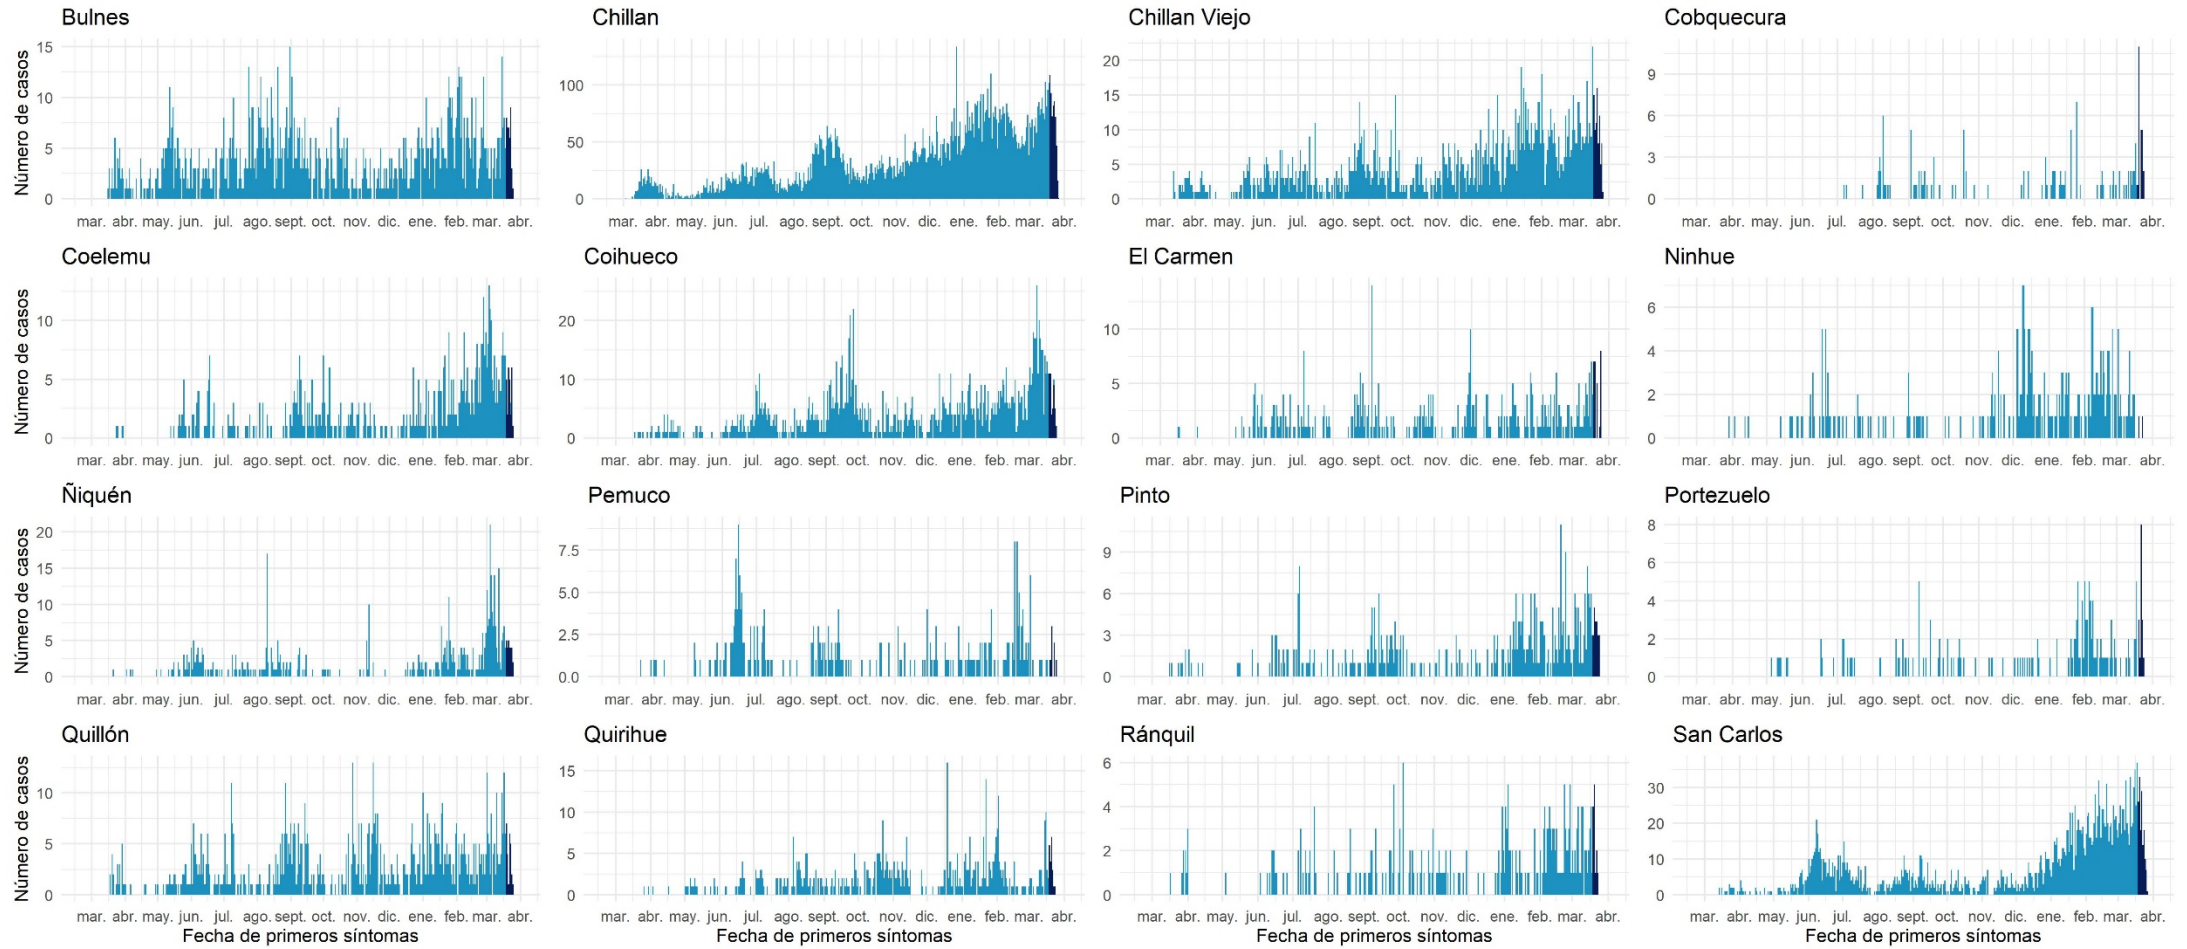 Bulnes
Chillan
Chillan Viejo
Cobquecura
Número de casos
15
10
5
0
100
50
0
20
15
10
5
0
9
6
3
0
mar. abr. may. jun. jul. ago. sept. oct. nov. dic. ene. feb. mar. abr.
mar. abr. may. jun. jul. ago. sept. oct. nov. dic. ene. feb. mar. abr.
mar. abr. may. jun. jul. ago. sept. oct. nov. dic. ene. feb. mar. abr.
mar. abr. may. jun. jul. ago. sept. oct. nov. dic. ene. feb. mar. abr.
Coelemu
Coihueco
El Carmen
Ninhue
Número de casos
10
5
0
20
10
0
10
5
0
6
4
2
0
mar. abr. may. jun. jul. ago. sept. oct. nov. dic. ene. feb. mar. abr.
mar. abr. may. jun. jul. ago. sept. oct. nov. dic. ene. feb. mar. abr.
mar. abr. may. jun. jul. ago. sept. oct. nov. dic. ene. feb. mar. abr.
mar. abr. may. jun. jul. ago. sept. oct. nov. dic. ene. feb. mar. abr.
Ñiquén
Pemuco
Pinto
Portezuelo
Número de casos
20
15
10
5
0
7.5
5.0
2.5
0.0
9
6
3
0
8
6
4
2
0
mar. abr. may. jun. jul. ago. sept. oct. nov. dic. ene. feb. mar. abr.
mar. abr. may. jun. jul. ago. sept. oct. nov. dic. ene. feb. mar. abr.
mar. abr. may. jun. jul. ago. sept. oct. nov. dic. ene. feb. mar. abr.
mar. abr. may. jun. jul. ago. sept. oct. nov. dic. ene. feb. mar. abr.
Quillón
Quirihue
Ránquil
San Carlos
Número de casos
10
5
0
15
10
5
0
6
4
2
0
30
20
10
0
mar. abr. may. jun. jul. ago. sept. oct. nov. dic. ene. feb. mar. abr.
mar. abr. may. jun. jul. ago. sept. oct. nov. dic. ene. feb. mar. abr.
mar. abr. may. jun. jul. ago. sept. oct. nov. dic. ene. feb. mar. abr.
mar. abr. may. jun. jul. ago. sept. oct. nov. dic. ene. feb. mar. abr.
Fecha de primeros síntomas
Fecha de primeros síntomas
Fecha de primeros síntomas
Fecha de primeros síntomas